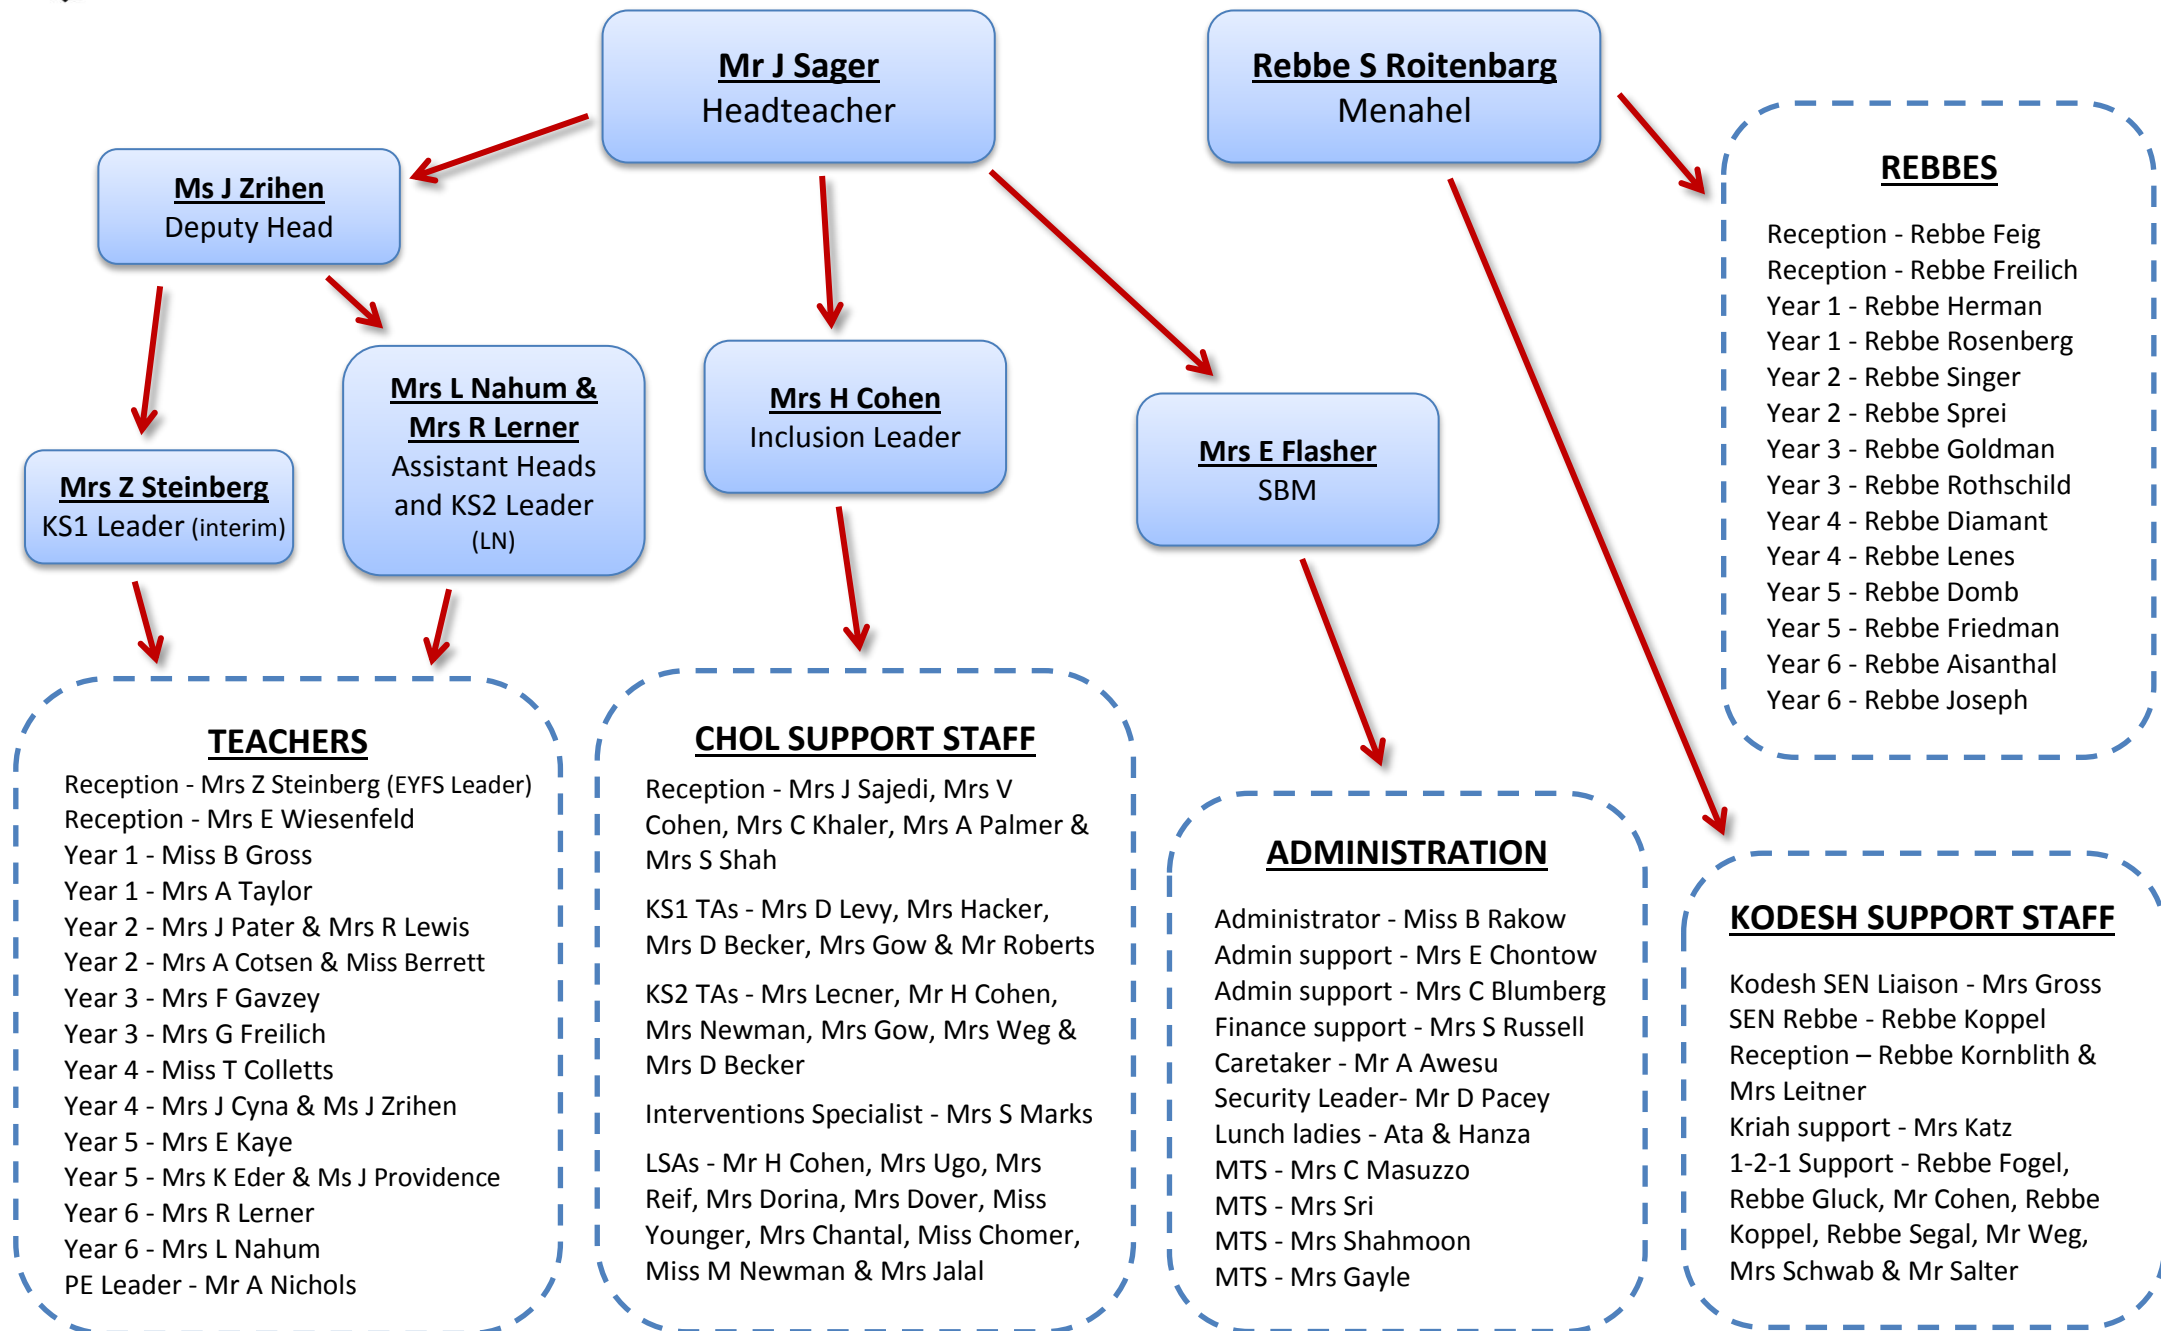 Mr J Sager
Headteacher
Rebbe S Roitenbarg
Menahel
Ms J Zrihen
Deputy Head
Mrs Z Steinberg
KS1 Leader (interim)
Mrs L Nahum &
Mrs R Lerner
Assistant Heads
and KS2 Leader
(LN)
Mrs H Cohen
Inclusion Leader
Mrs E Flasher
SBM
REBBES
Reception - Rebbe Feig
Reception - Rebbe Freilich
Year 1 - Rebbe Herman
Year 1 - Rebbe Rosenberg
Year 2 - Rebbe Singer
Year 2 - Rebbe Sprei
Year 3 - Rebbe Goldman
Year 3 - Rebbe Rothschild
Year 4 - Rebbe Diamant
Year 4 - Rebbe Lenes
Year 5 - Rebbe Domb
Year 5 - Rebbe Friedman
Year 6 - Rebbe Aisanthal
Year 6 - Rebbe Joseph
TEACHERS
Reception - Mrs Z Steinberg (EYFS Leader)
Reception - Mrs E Wiesenfeld
Year 1 - Miss B Gross
Year 1 - Mrs A Taylor
Year 2 - Mrs J Pater & Mrs R Lewis
Year 2 - Mrs A Cotsen & Miss Berrett
Year 3 - Mrs F Gavzey
Year 3 - Mrs G Freilich
Year 4 - Miss T Colletts
Year 4 - Mrs J Cyna & Ms J Zrihen
Year 5 - Mrs E Kaye
Year 5 - Mrs K Eder & Ms J Providence
Year 6 - Mrs R Lerner
Year 6 - Mrs L Nahum
PE Leader - Mr A Nichols
CHOL SUPPORT STAFF
Reception - Mrs J Sajedi, Mrs V
Cohen, Mrs C Khaler, Mrs A Palmer &
Mrs S Shah
KS1 TAs - Mrs D Levy, Mrs Hacker,
Mrs D Becker, Mrs Gow & Mr Roberts
KS2 TAs - Mrs Lecner, Mr H Cohen,
Mrs Newman, Mrs Gow, Mrs Weg &
Mrs D Becker
Interventions Specialist - Mrs S Marks
LSAs - Mr H Cohen, Mrs Ugo, Mrs
Reif, Mrs Dorina, Mrs Dover, Miss
Younger, Mrs Chantal, Miss Chomer,
Miss M Newman & Mrs Jalal
ADMINISTRATION
Administrator - Miss B Rakow
Admin support - Mrs E Chontow
Admin support - Mrs C Blumberg
Finance support - Mrs S Russell
Caretaker - Mr A Awesu
Security Leader- Mr D Pacey
Lunch ladies - Ata & Hanza
MTS - Mrs C Masuzzo
MTS - Mrs Sri
MTS - Mrs Shahmoon
MTS - Mrs Gayle
KODESH SUPPORT STAFF
Kodesh SEN Liaison - Mrs Gross
SEN Rebbe - Rebbe Koppel
Reception – Rebbe Kornblith &
Mrs Leitner
Kriah support - Mrs Katz
1-2-1 Support - Rebbe Fogel,
Rebbe Gluck, Mr Cohen, Rebbe
Koppel, Rebbe Segal, Mr Weg,
Mrs Schwab & Mr Salter